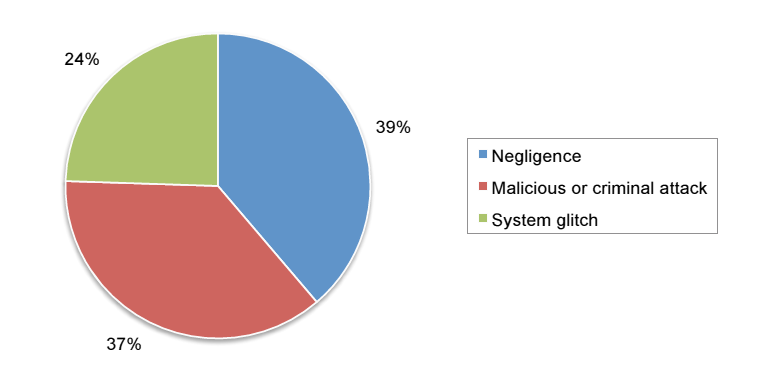 24%
39%
Negligence
Malicious or criminal attack
System glitch
37%